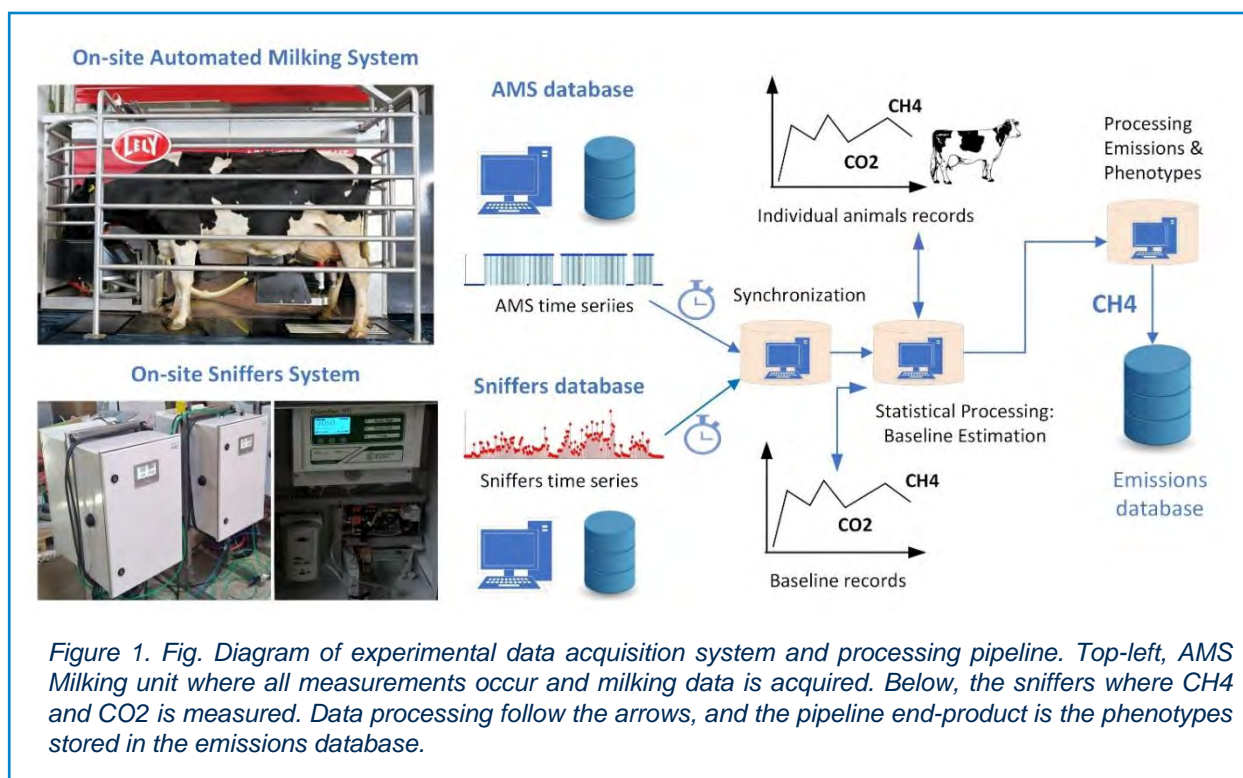 On-site Automated Milking System
LELY
On-site Sniffers System
AMS database
AMS time seriies
Sniffers database
Sniffers time series
Synchronization
CH4
CO2
Individual animals records
Statistical Processing:
Baseline Estimation
CH4
CO2
Baseline records
Processing
Emissions &
Phenotypes
CH4
Emissions
database
Figure 1. Fig. Diagram of experimental data acquisition system and processing pipeline. Top-left, AMS
Milking unit where all measurements occur and milking data is acquired. Below, the sniffers where CH4
and CO2 is measured. Data processing follow the arrows, and the pipeline end-product is the phenotypes
stored in the emissions database.